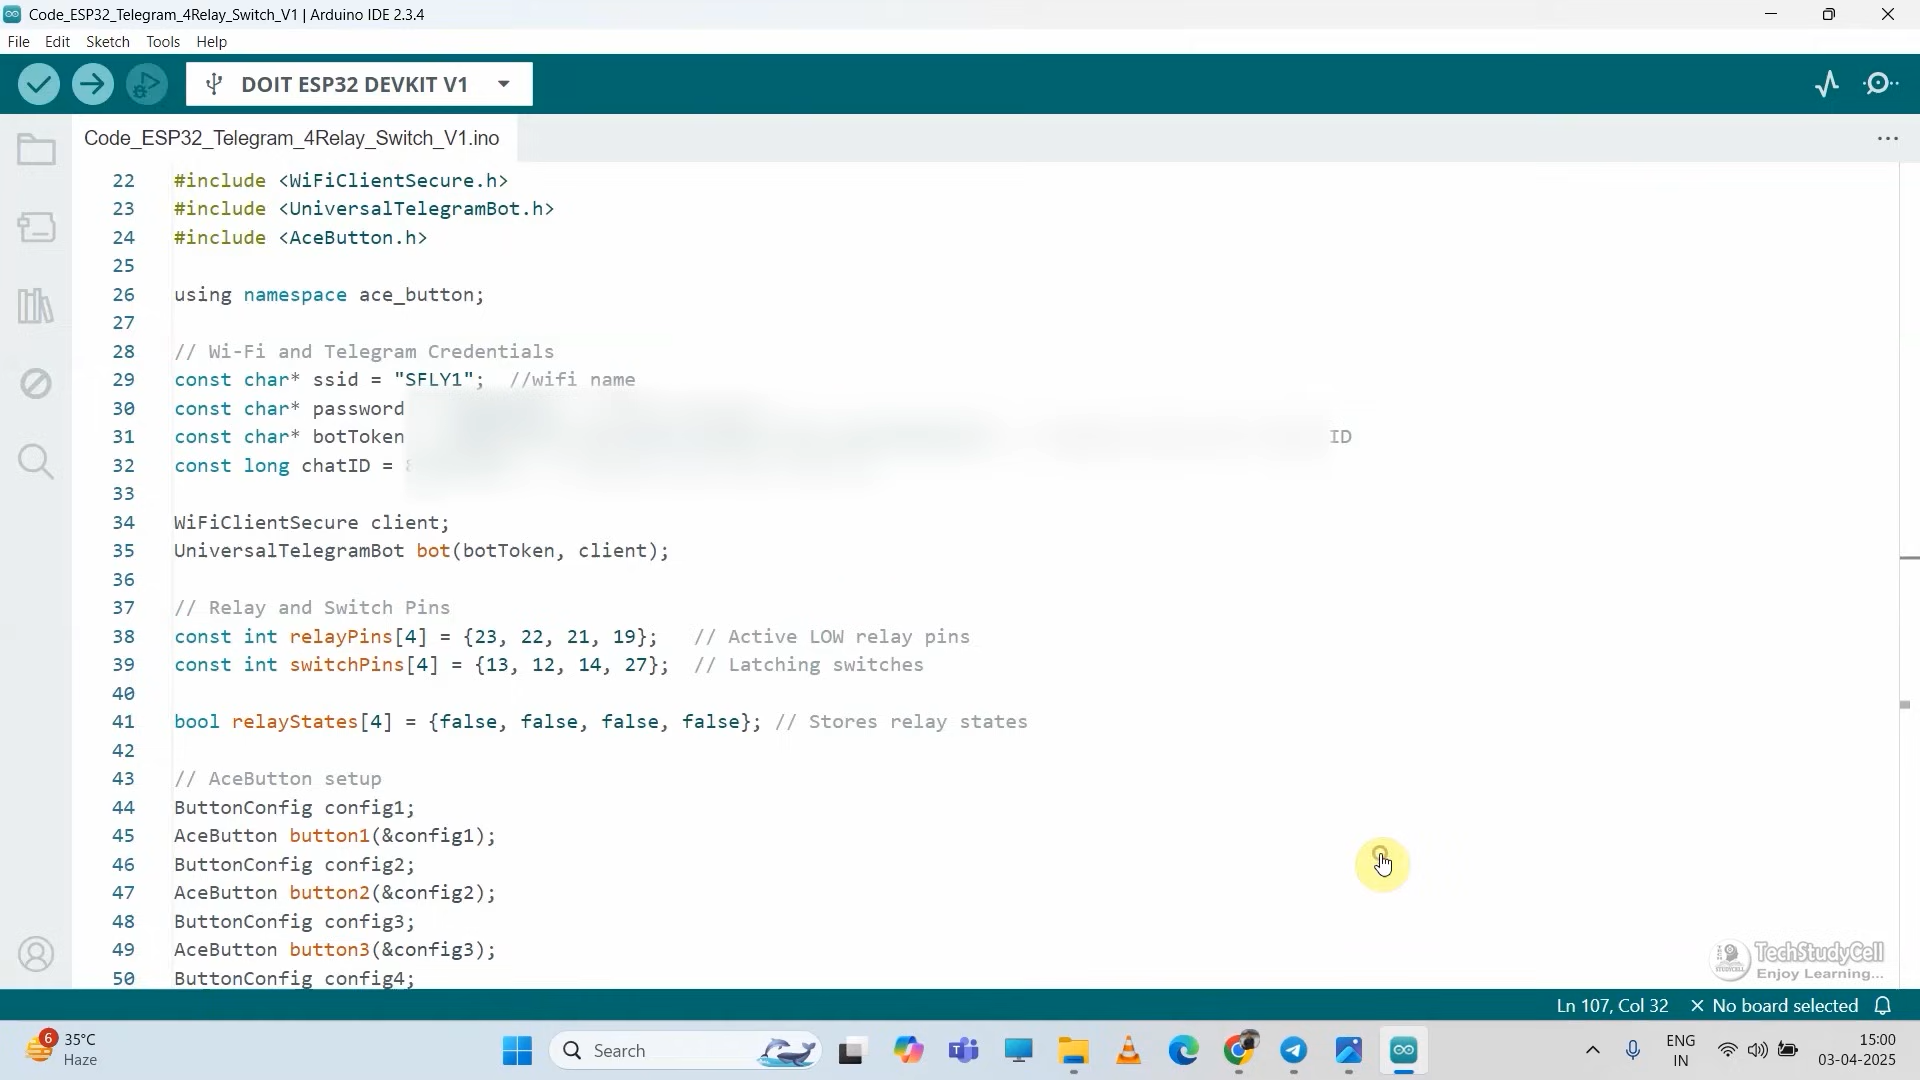 Code_ESP32_Telegram_4Relay_Switch_V1 | Arduino IDE 2.3.4
File Edit Sketch Tools Help
DOIT ESP32 DEVKIT V1
Code_ESP32_Telegram_4Relay_Switch_V1.ino
22 #include <WiFiClientSecure.h>
23 #include <UniversalTelegramBot.h>
24 #include <AceButton.h>
25
26 using namespace ace_button;
27
28 // Wi-Fi and Telegram Credentials
29 const char* ssid = "SFLY1"; //wifi name
30 const char* password
31 const char* botToken ID
32 const long chatID =
33
34 WiFiClientSecure client;
35 UniversalTelegramBot bot(botToken, client);
36
37 // Relay and Switch Pins
38 const int relayPins[4] = {23, 22, 21, 19}; // Active LOW relay pins
39 const int switchPins[4] = {13, 12, 14, 27}; // Latching switches
40
41 bool relayStates[4] = {false, false, false, false}; // Stores relay states
42
43 // AceButton setup
44 ButtonConfig config1;
45 AceButton button1(&config1);
46 ButtonConfig config2;
47 AceButton button2(&config2);
48 ButtonConfig config3;
49 AceButton button3(&config3);
50 ButtonConfig config4;
TechStudyCell
Enjoy Learning...
Ln 107, Col 32 × No board selected
6 35°C
Haze
Search
ENG
IN
15:00
03-04-2025